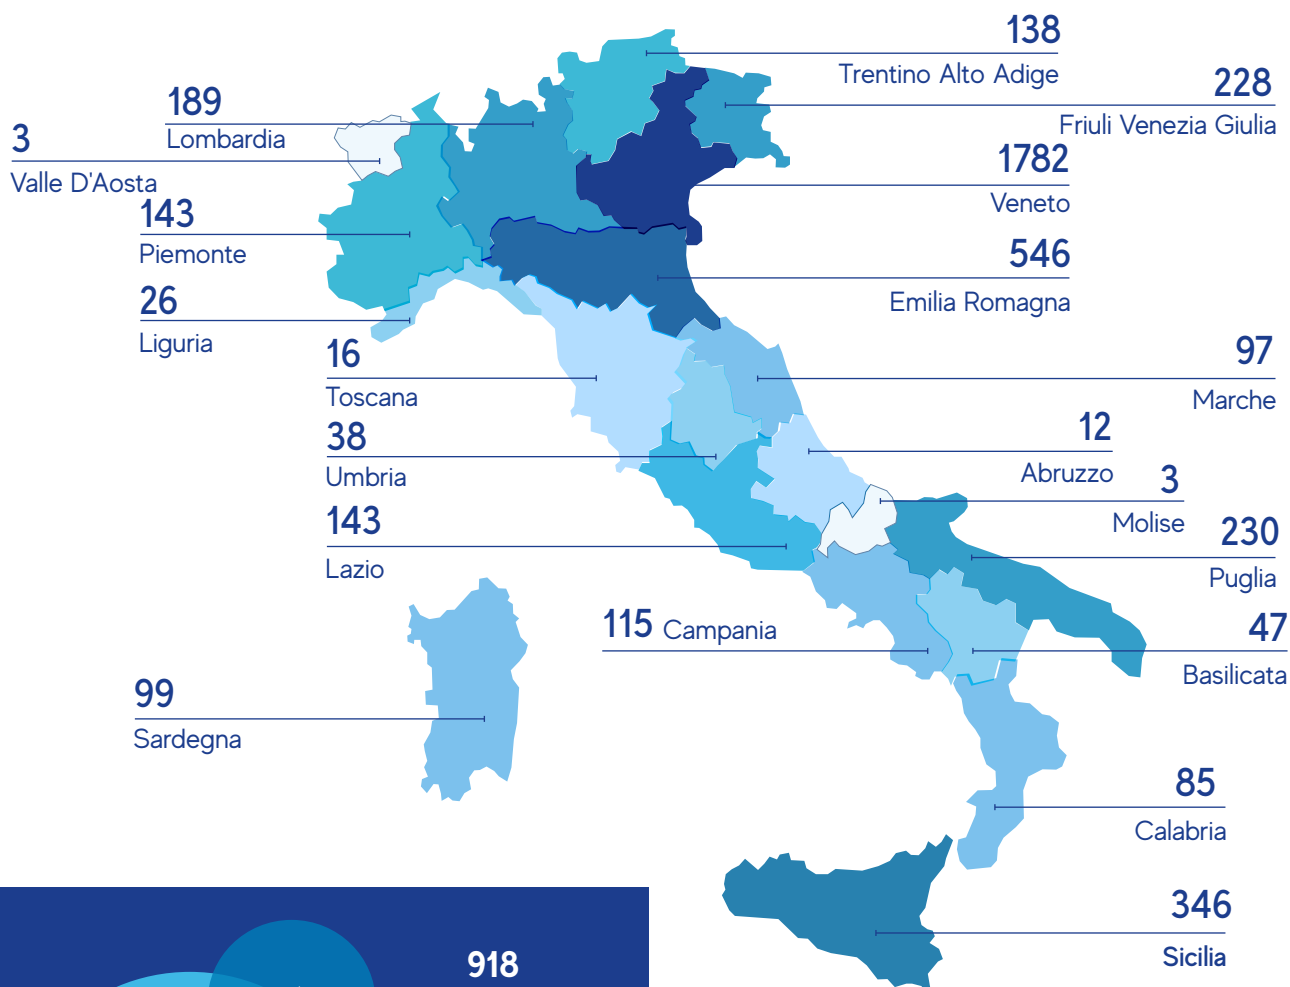 138
Trentino Alto Adige
228
Friuli Venezia Giulia
189
Lombardia
3
Valle D'Aosta
1782
Veneto
143
Piemonte
546
Emilia Romagna
26
Liguria
16
Toscana
97
Marche
38
Umbria
12
Abruzzo
3
Molise
143
Lazio
230
Puglia
115 Campania
47
Basilicata
99
Sardegna
85
Calabria
346
Sicilia
918